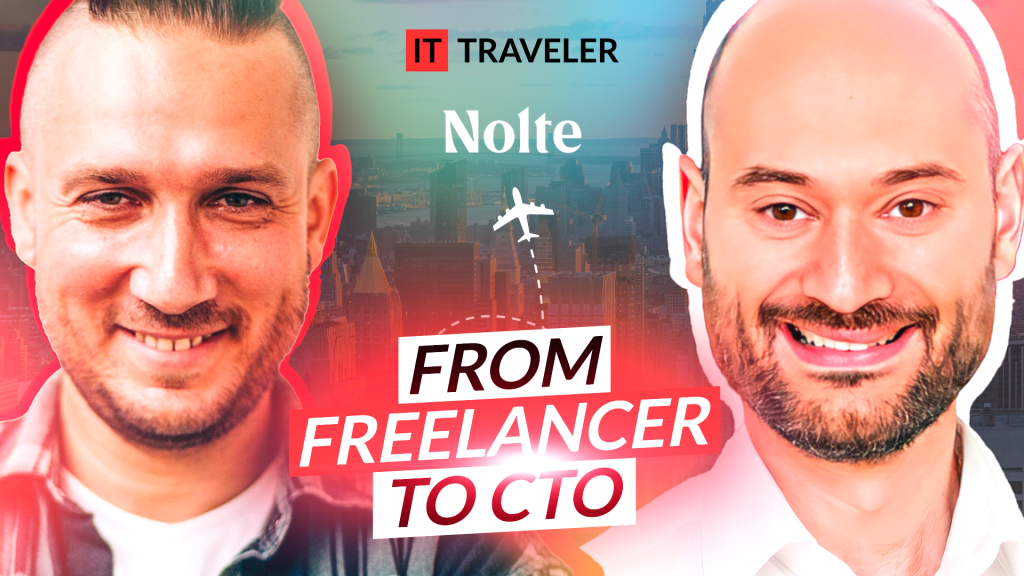 IT TRAVELER
Nolte
FROM
FREELANCER
TO CTO